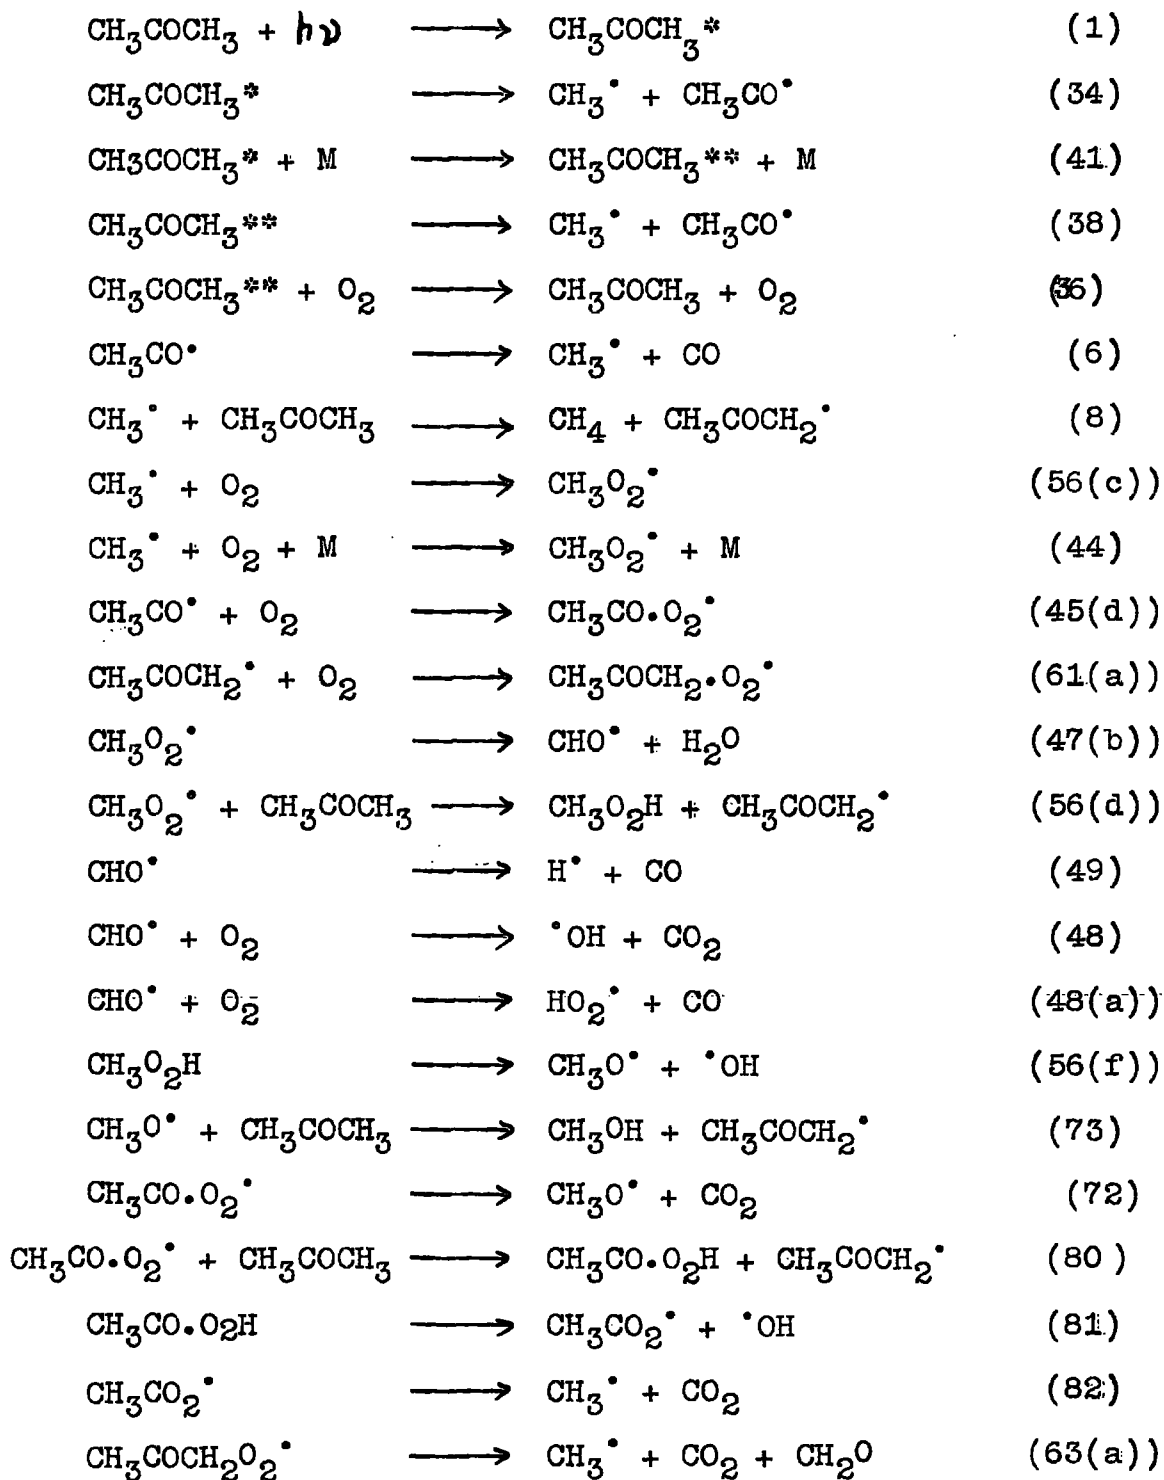 CH₃COCH₃ + hν ⟶ CH₃COCH₃* (1)
CH₃COCH₃* ⟶ CH₃• + CH₃CO• (34)
CH3COCH₃* + M ⟶ CH₃COCH₃** + M (41)
CH₃COCH₃** ⟶ CH₃• + CH₃CO• (38)
CH₃COCH₃** + O₂ ⟶ CH₃COCH₃ + O₂ (36)
CH₃CO• ⟶ CH₃• + CO (6)
CH₃• + CH₃COCH₃ ⟶ CH₄ + CH₃COCH₂• (8)
CH₃• + O₂ ⟶ CH₃O₂• (56(c))
CH₃• + O₂ + M ⟶ CH₃O₂• + M (44)
CH₃CO• + O₂ ⟶ CH₃CO.O₂• (45(d))
CH₃COCH₂• + O₂ ⟶ CH₃COCH₂.O₂• (61(a))
CH₃O₂• ⟶ CHO• + H₂O (47(b))
CH₃O₂• + CH₃COCH₃ ⟶ CH₃O₂H + CH₃COCH₂• (56(d))
CHO• ⟶ H• + CO (49)
CHO• + O₂ ⟶ •OH + CO₂ (48)
CHO• + O₂ ⟶ HO₂• + CO (48(a))
CH₃O₂H ⟶ CH₃O• + •OH (56(f))
CH₃O• + CH₃COCH₃ ⟶ CH₃OH + CH₃COCH₂• (73)
CH₃CO.O₂• ⟶ CH₃O• + CO₂ (72)
CH₃CO.O₂• + CH₃COCH₃ ⟶ CH₃CO.O₂H + CH₃COCH₂• (80)
CH₃CO.O2H ⟶ CH₃CO₂• + •OH (81)
CH₃CO₂• ⟶ CH₃• + CO₂ (82)
CH₃COCH₂O₂• ⟶ CH₃• + CO₂ + CH₂O (63(a))